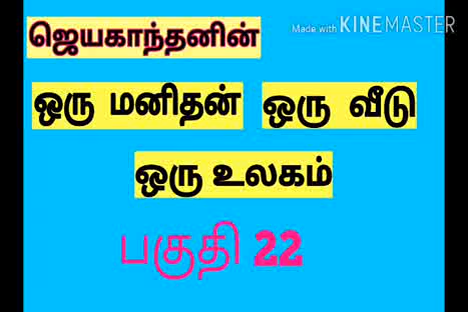 ஜெயகாந்தனின்
Made with KINEMASTER
ஒரு மனிதன் ஒரு வீடு
ஒரு உலகம்
பகுதி 22